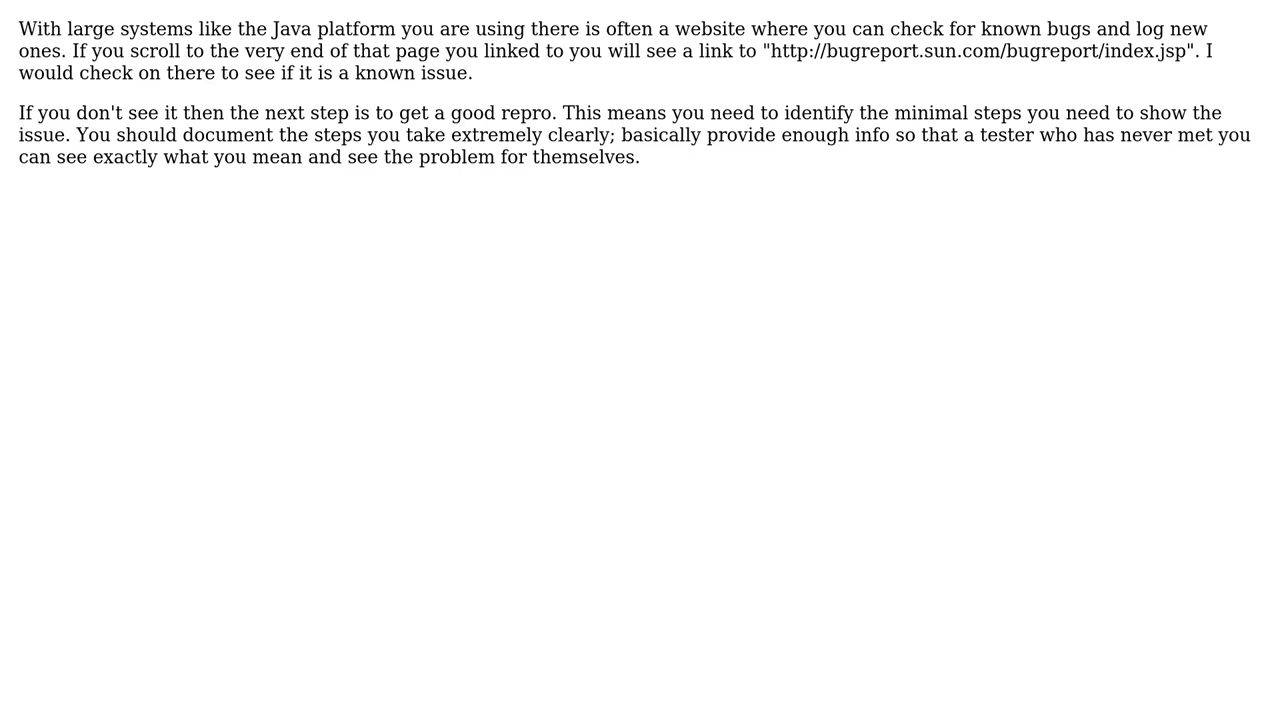 With large systems like the Java platform you are using there is often a website where you can check for known bugs and log new
ones. If you scroll to the very end of that page you linked to you will see a link to "http://bugreport.sun.com/bugreport/index.jsp". I
would check on there to see if it is a known issue.
If you don't see it then the next step is to get a good repro. This means you need to identify the minimal steps you need to show the
issue. You should document the steps you take extremely clearly; basically provide enough info so that a tester who has never met you
can see exactly what you mean and see the problem for themselves.